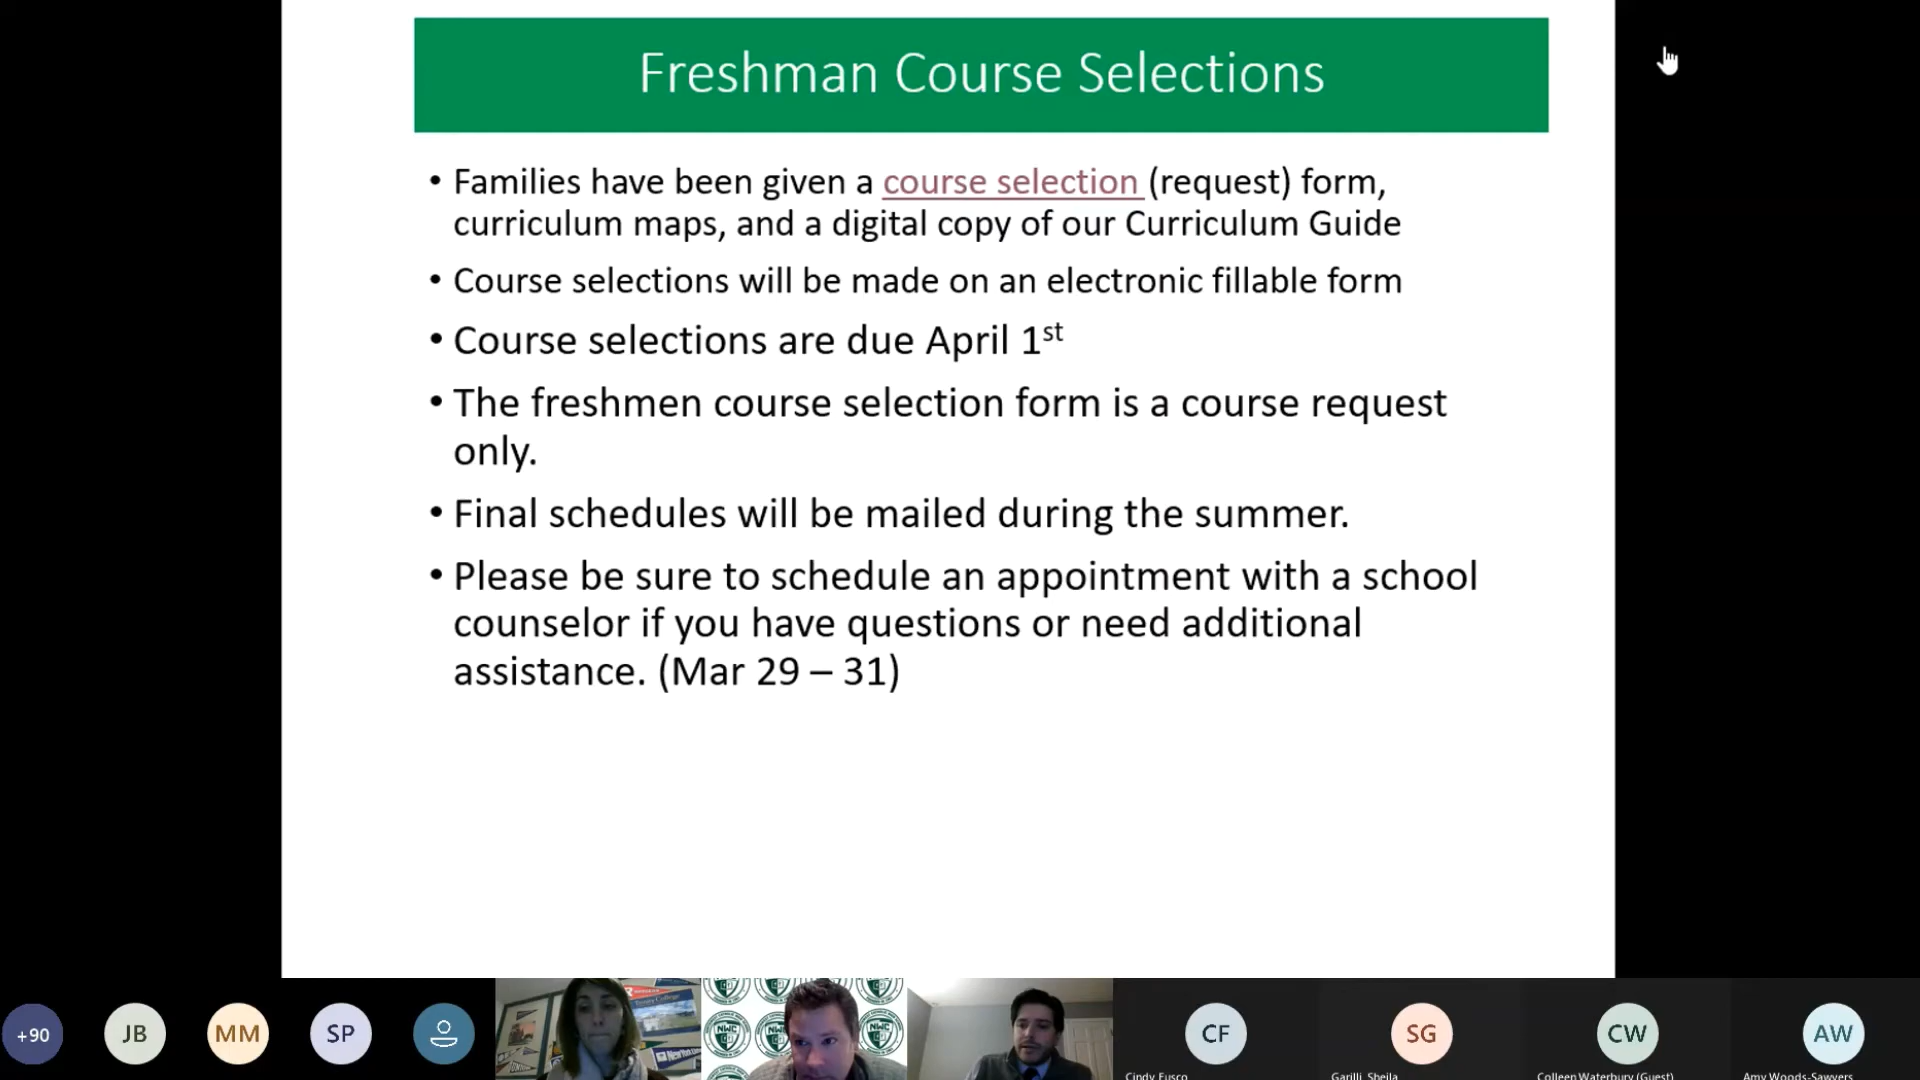 Freshman Course Selections
• Families have been given a course selection (request) form,
curriculum maps, and a digital copy of our Curriculum Guide
• Course selections will be made on an electronic fillable form
• Course selections are due April 1st
• The freshmen course selection form is a course request
only.
• Final schedules will be mailed during the summer.
• Please be sure to schedule an appointment with a school
counselor if you have questions or need additional
assistance. (Mar 29 – 31)
+90
JB
MM
SP
NWC
NWC
CF
SG
CW
AW
Cindy Fusco
Garilli, Sheila
Colleen Waterbury (Guest)
Amy Woods-Sawyers